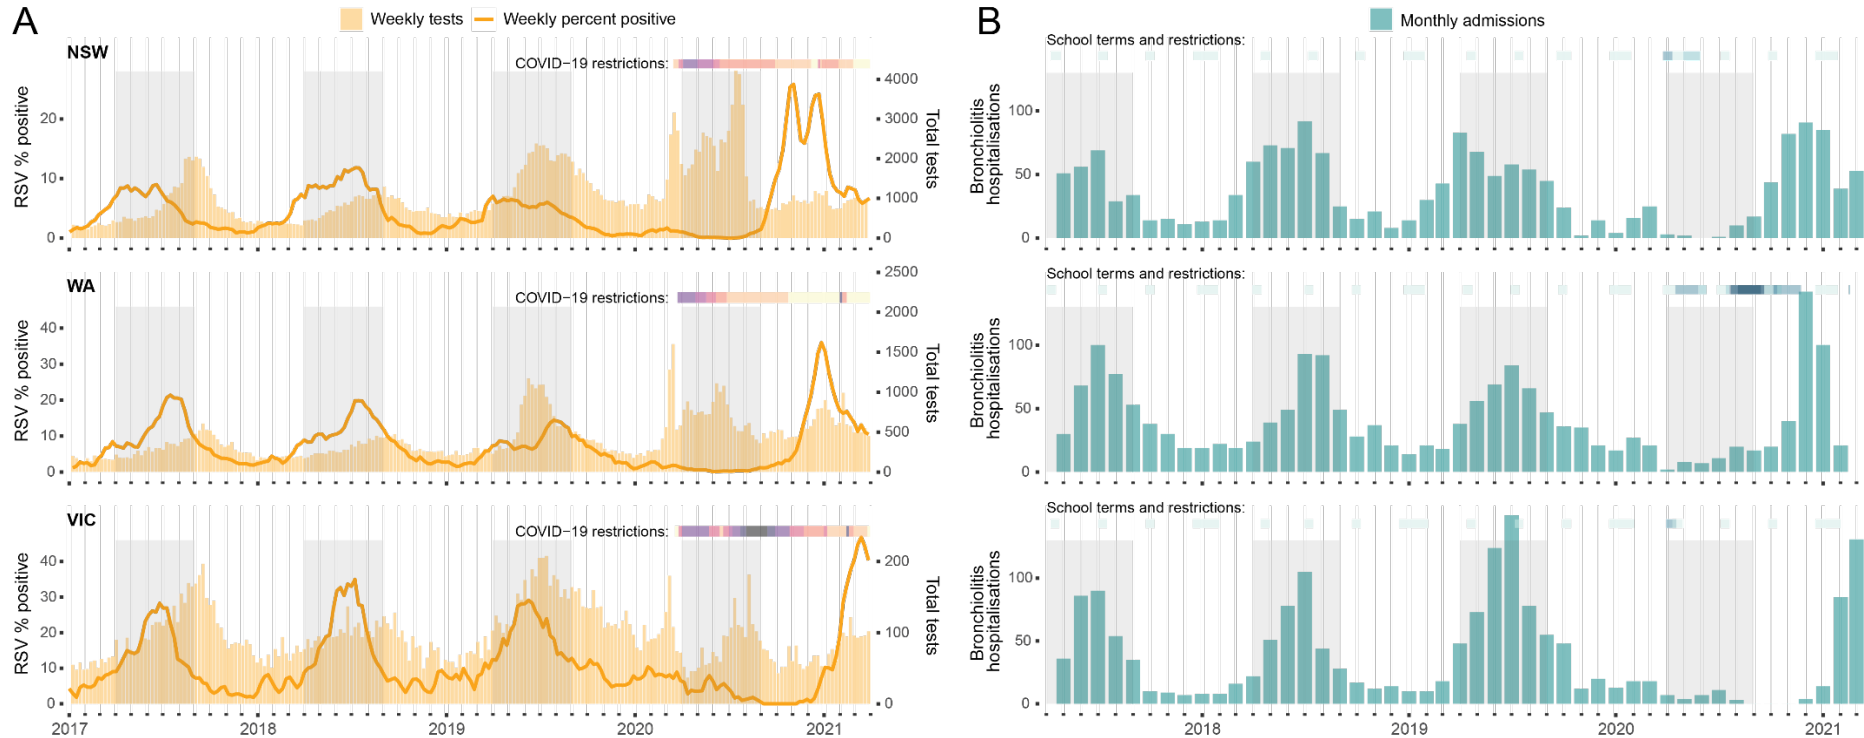 A
Weekly tests
Weekly percent positive
NSW
COVID−19 restrictions:
RSV % positive
0
10
20
0
1000
2000
3000
4000
Total tests
WA
COVID−19 restrictions:
RSV % positive
0
10
20
30
40
0
500
1000
1500
2000
2500
Total tests
VIC
COVID−19 restrictions:
RSV % positive
0
10
20
30
40
0
100
200
Total tests
2017
2018
2019
2020
2021
B
Monthly admissions
School terms and restrictions:
Bronchiolitis
hospitalisations
0
50
100
School terms and restrictions:
Bronchiolitis
hospitalisations
0
50
100
School terms and restrictions:
Bronchiolitis
hospitalisations
0
50
100
2018
2019
2020
2021